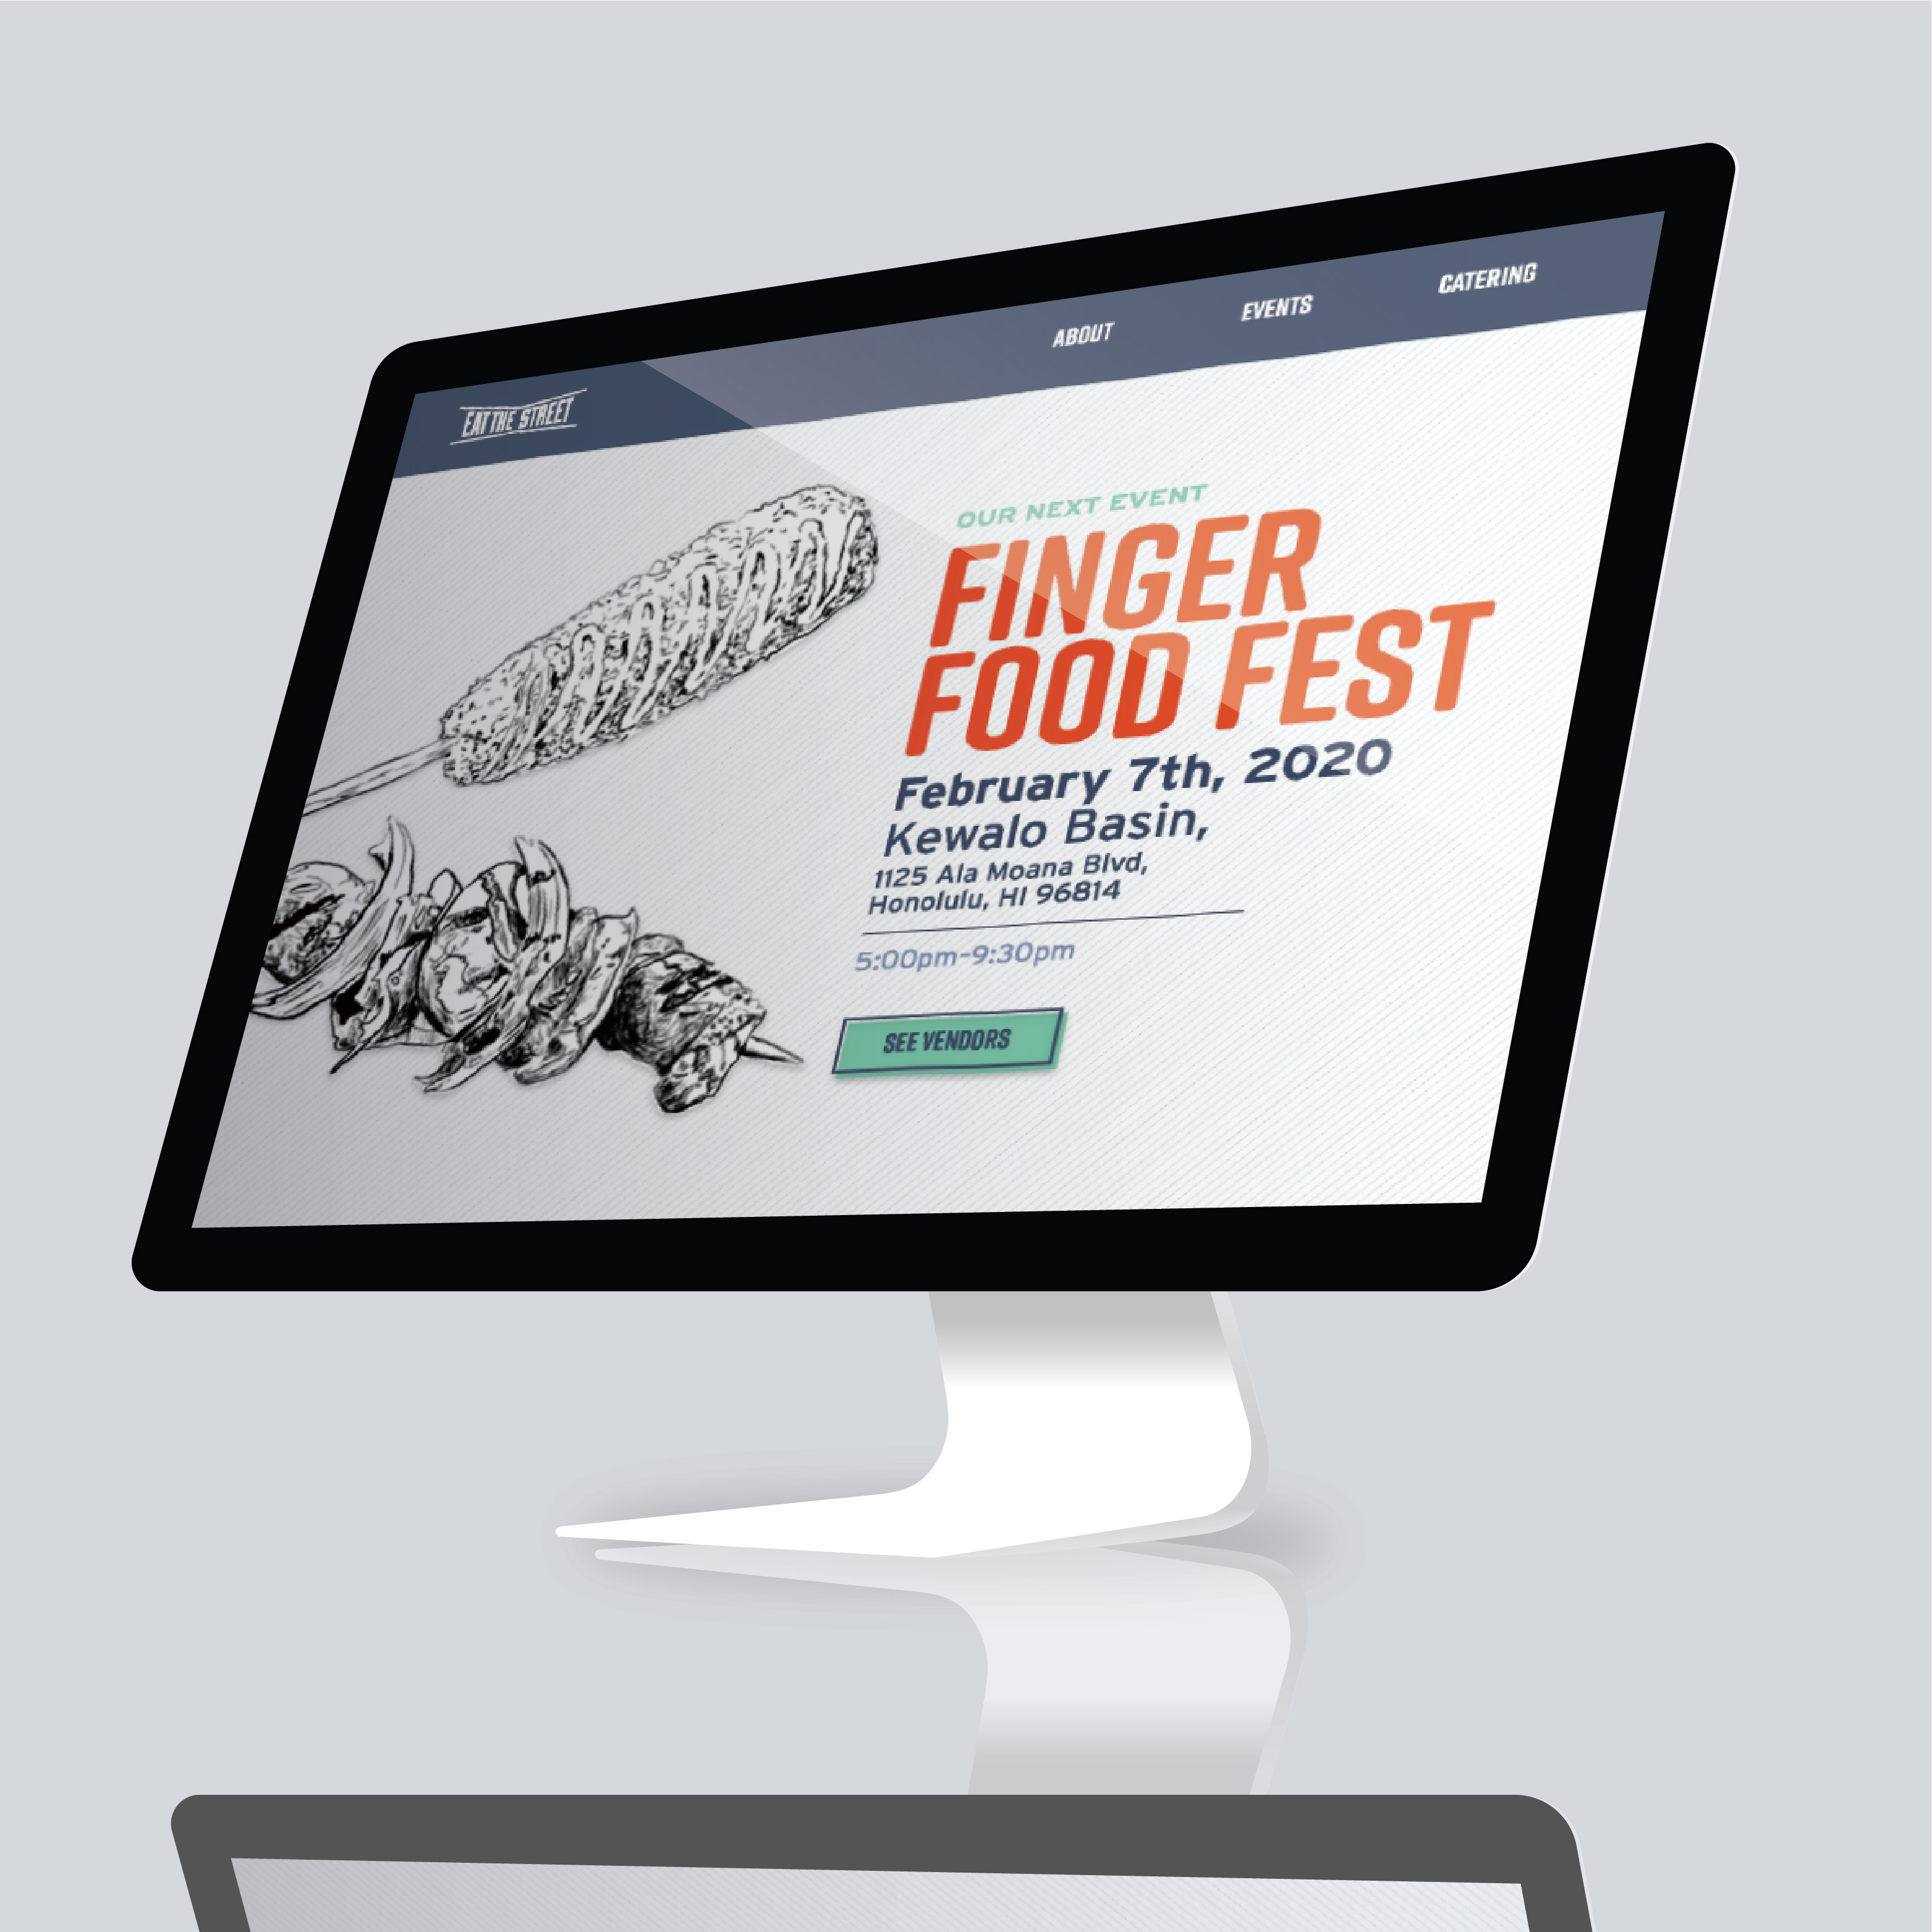 EAT THE STREET
ABOUT
EVENTS
CATERING
OUR NEXT EVENT
FINGER
FOOD FEST
February 7th, 2020
Kewalo Basin,
1125 Ala Moana Blvd,
Honolulu, HI 96814
5:00pm-9:30pm
SEE VENDORS